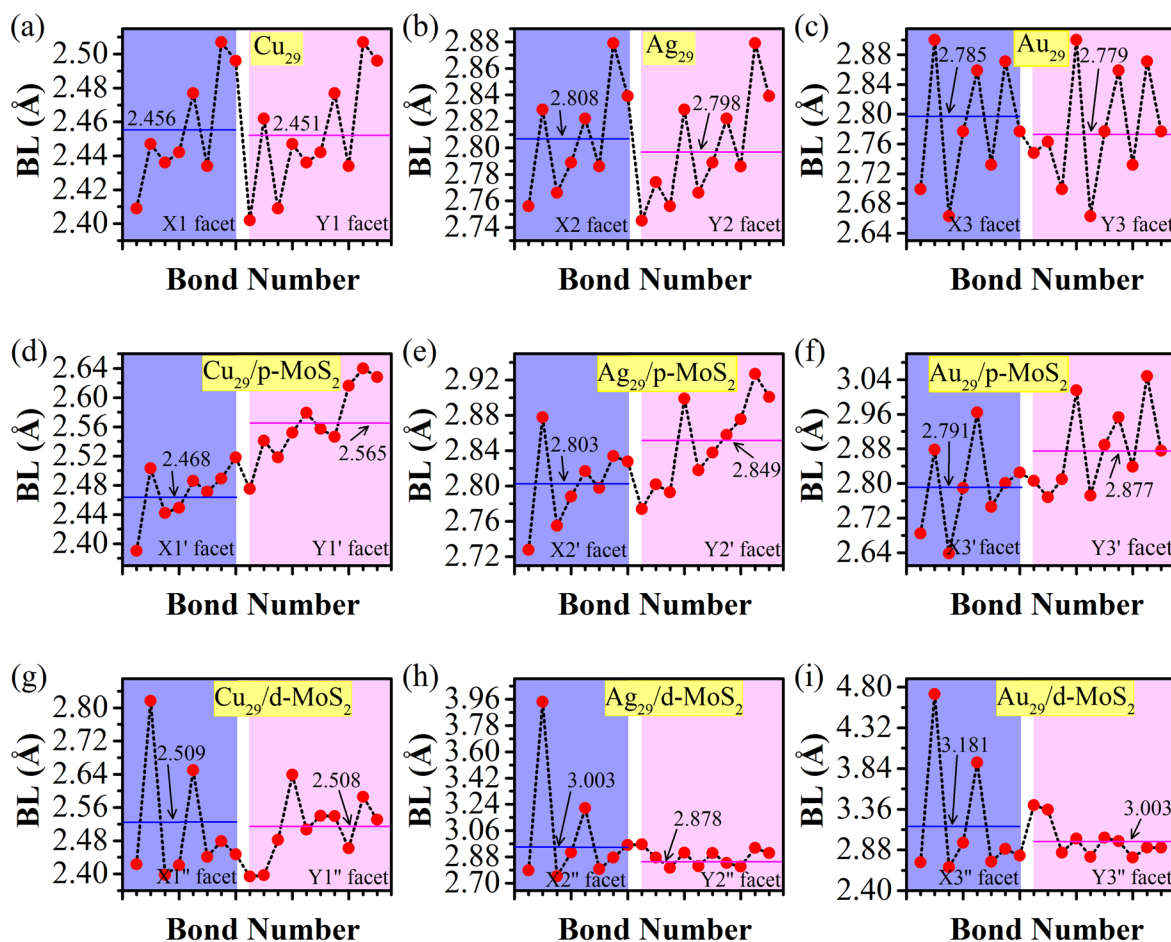 (a)
Cu29
BL (Å)
2.50
2.48
2.46
2.44
2.42
2.40
2.456
2.451
X1 facet
Y1 facet
Bond Number
(b)
Ag29
BL (Å)
2.88
2.86
2.84
2.82
2.80
2.78
2.76
2.74
2.808
2.798
X2 facet
Y2 facet
Bond Number
(c)
Au29
BL (Å)
2.88
2.84
2.80
2.76
2.72
2.68
2.64
2.785
2.779
X3 facet
Y3 facet
Bond Number
(d)
Cu29/p-MoS2
BL (Å)
2.64
2.60
2.56
2.52
2.48
2.44
2.40
2.468
2.565
X1' facet
Y1' facet
Bond Number
(e)
Ag29/p-MoS2
BL (Å)
2.92
2.88
2.84
2.80
2.76
2.72
2.803
2.849
X2' facet
Y2' facet
Bond Number
(f)
Au29/p-MoS2
BL (Å)
3.04
2.96
2.88
2.80
2.72
2.64
2.791
2.877
X3' facet
Y3' facet
Bond Number
(g)
Cu29/d-MoS2
BL (Å)
2.80
2.72
2.64
2.56
2.48
2.40
2.509
2.508
X1" facet
Y1" facet
Bond Number
(h)
Ag29/d-MoS2
BL (Å)
3.96
3.78
3.60
3.42
3.24
3.06
2.88
2.70
3.003
2.878
X2" facet
Y2" facet
Bond Number
(i)
Au29/d-MoS2
BL (Å)
4.80
4.32
3.84
3.36
2.88
2.40
3.181
3.003
X3" facet
Y3" facet
Bond Number